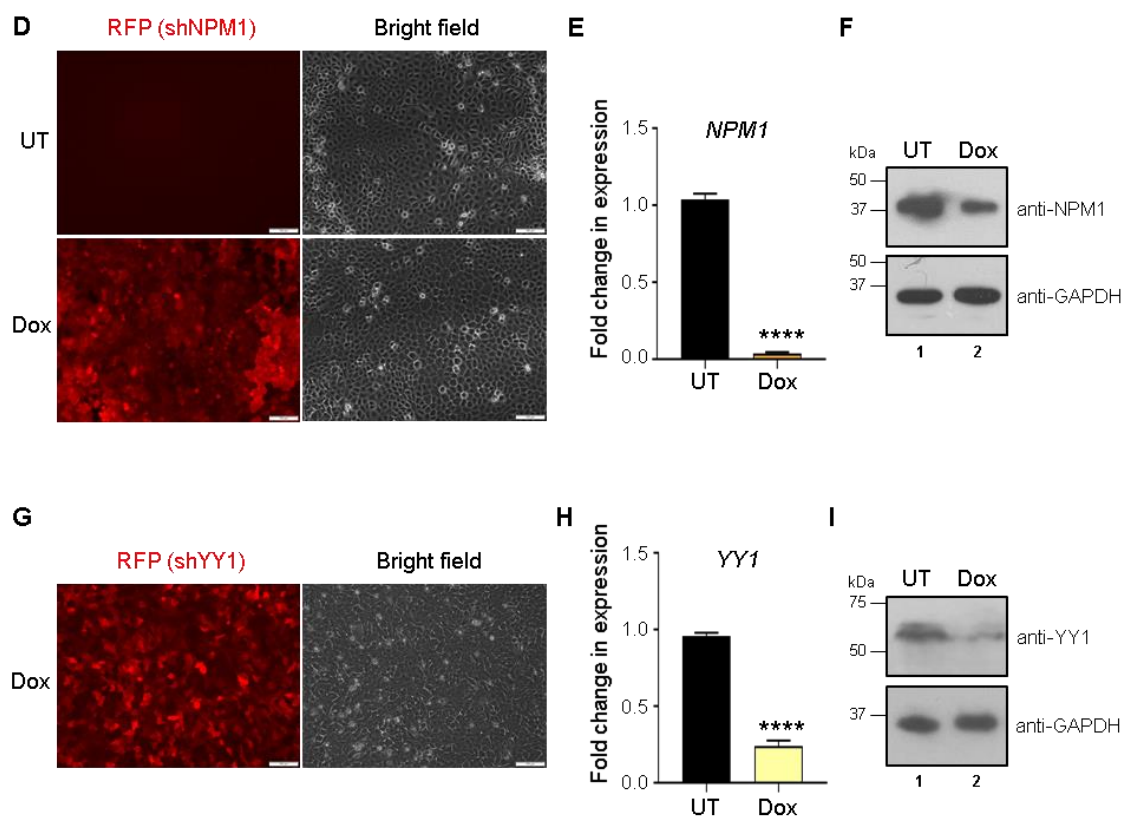 D
RFP (shNPM1)
Bright field
UT
Dox
E
Fold change in expression
NPM1
1.5
1.0
0.5
0.0
****
UT
Dox
F
kDa
UT
Dox
50
37
anti-NPM1
50
37
anti-GAPDH
1
2
G
RFP (shYY1)
Bright field
Dox
H
Fold change in expression
YY1
1.5
1.0
0.5
0.0
****
UT
Dox
I
kDa
UT
Dox
75
50
anti-YY1
37
anti-GAPDH
1
2